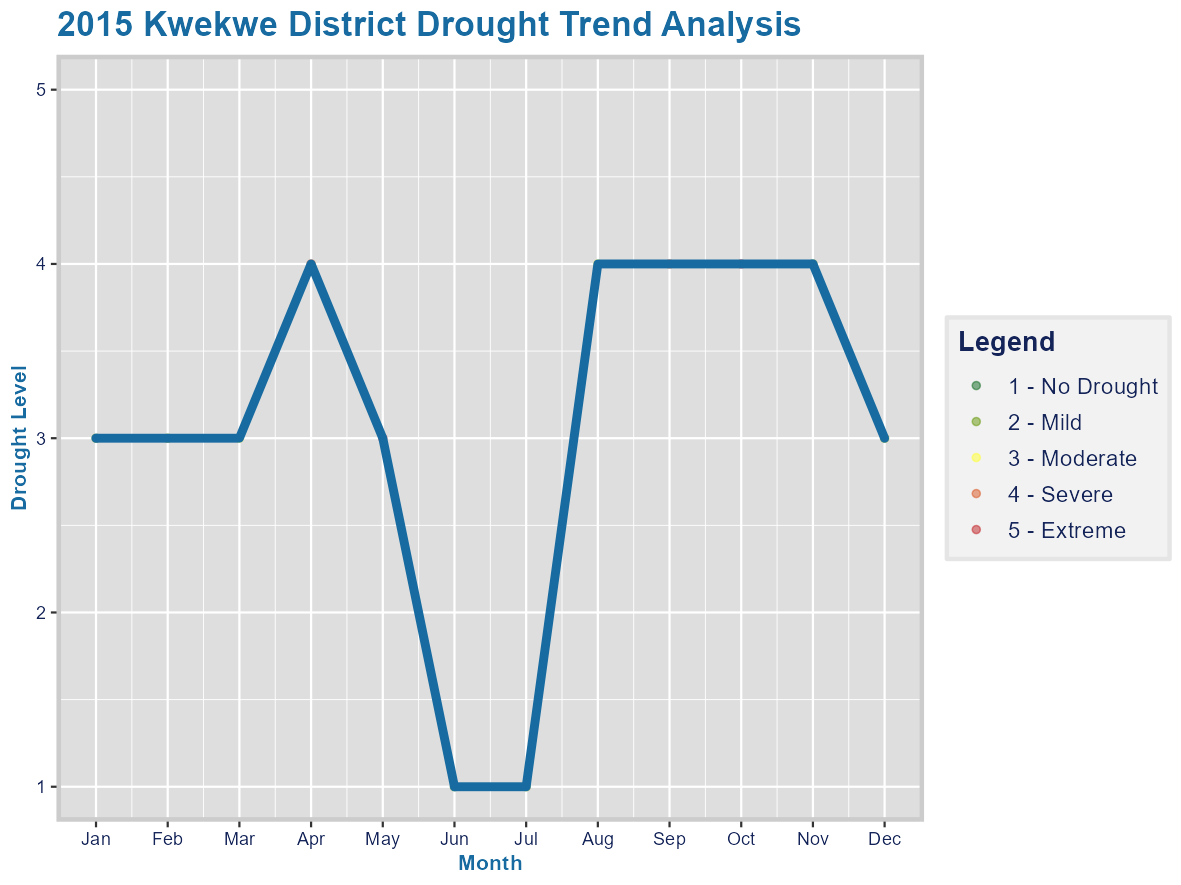 2015 Kwekwe District Drought Trend Analysis
Drought Level
5
4
3
2
1
Jan Feb Mar Apr May Jun Jul Aug Sep Oct Nov Dec
Month
Legend
1 - No Drought
2 - Mild
3 - Moderate
4 - Severe
5 - Extreme